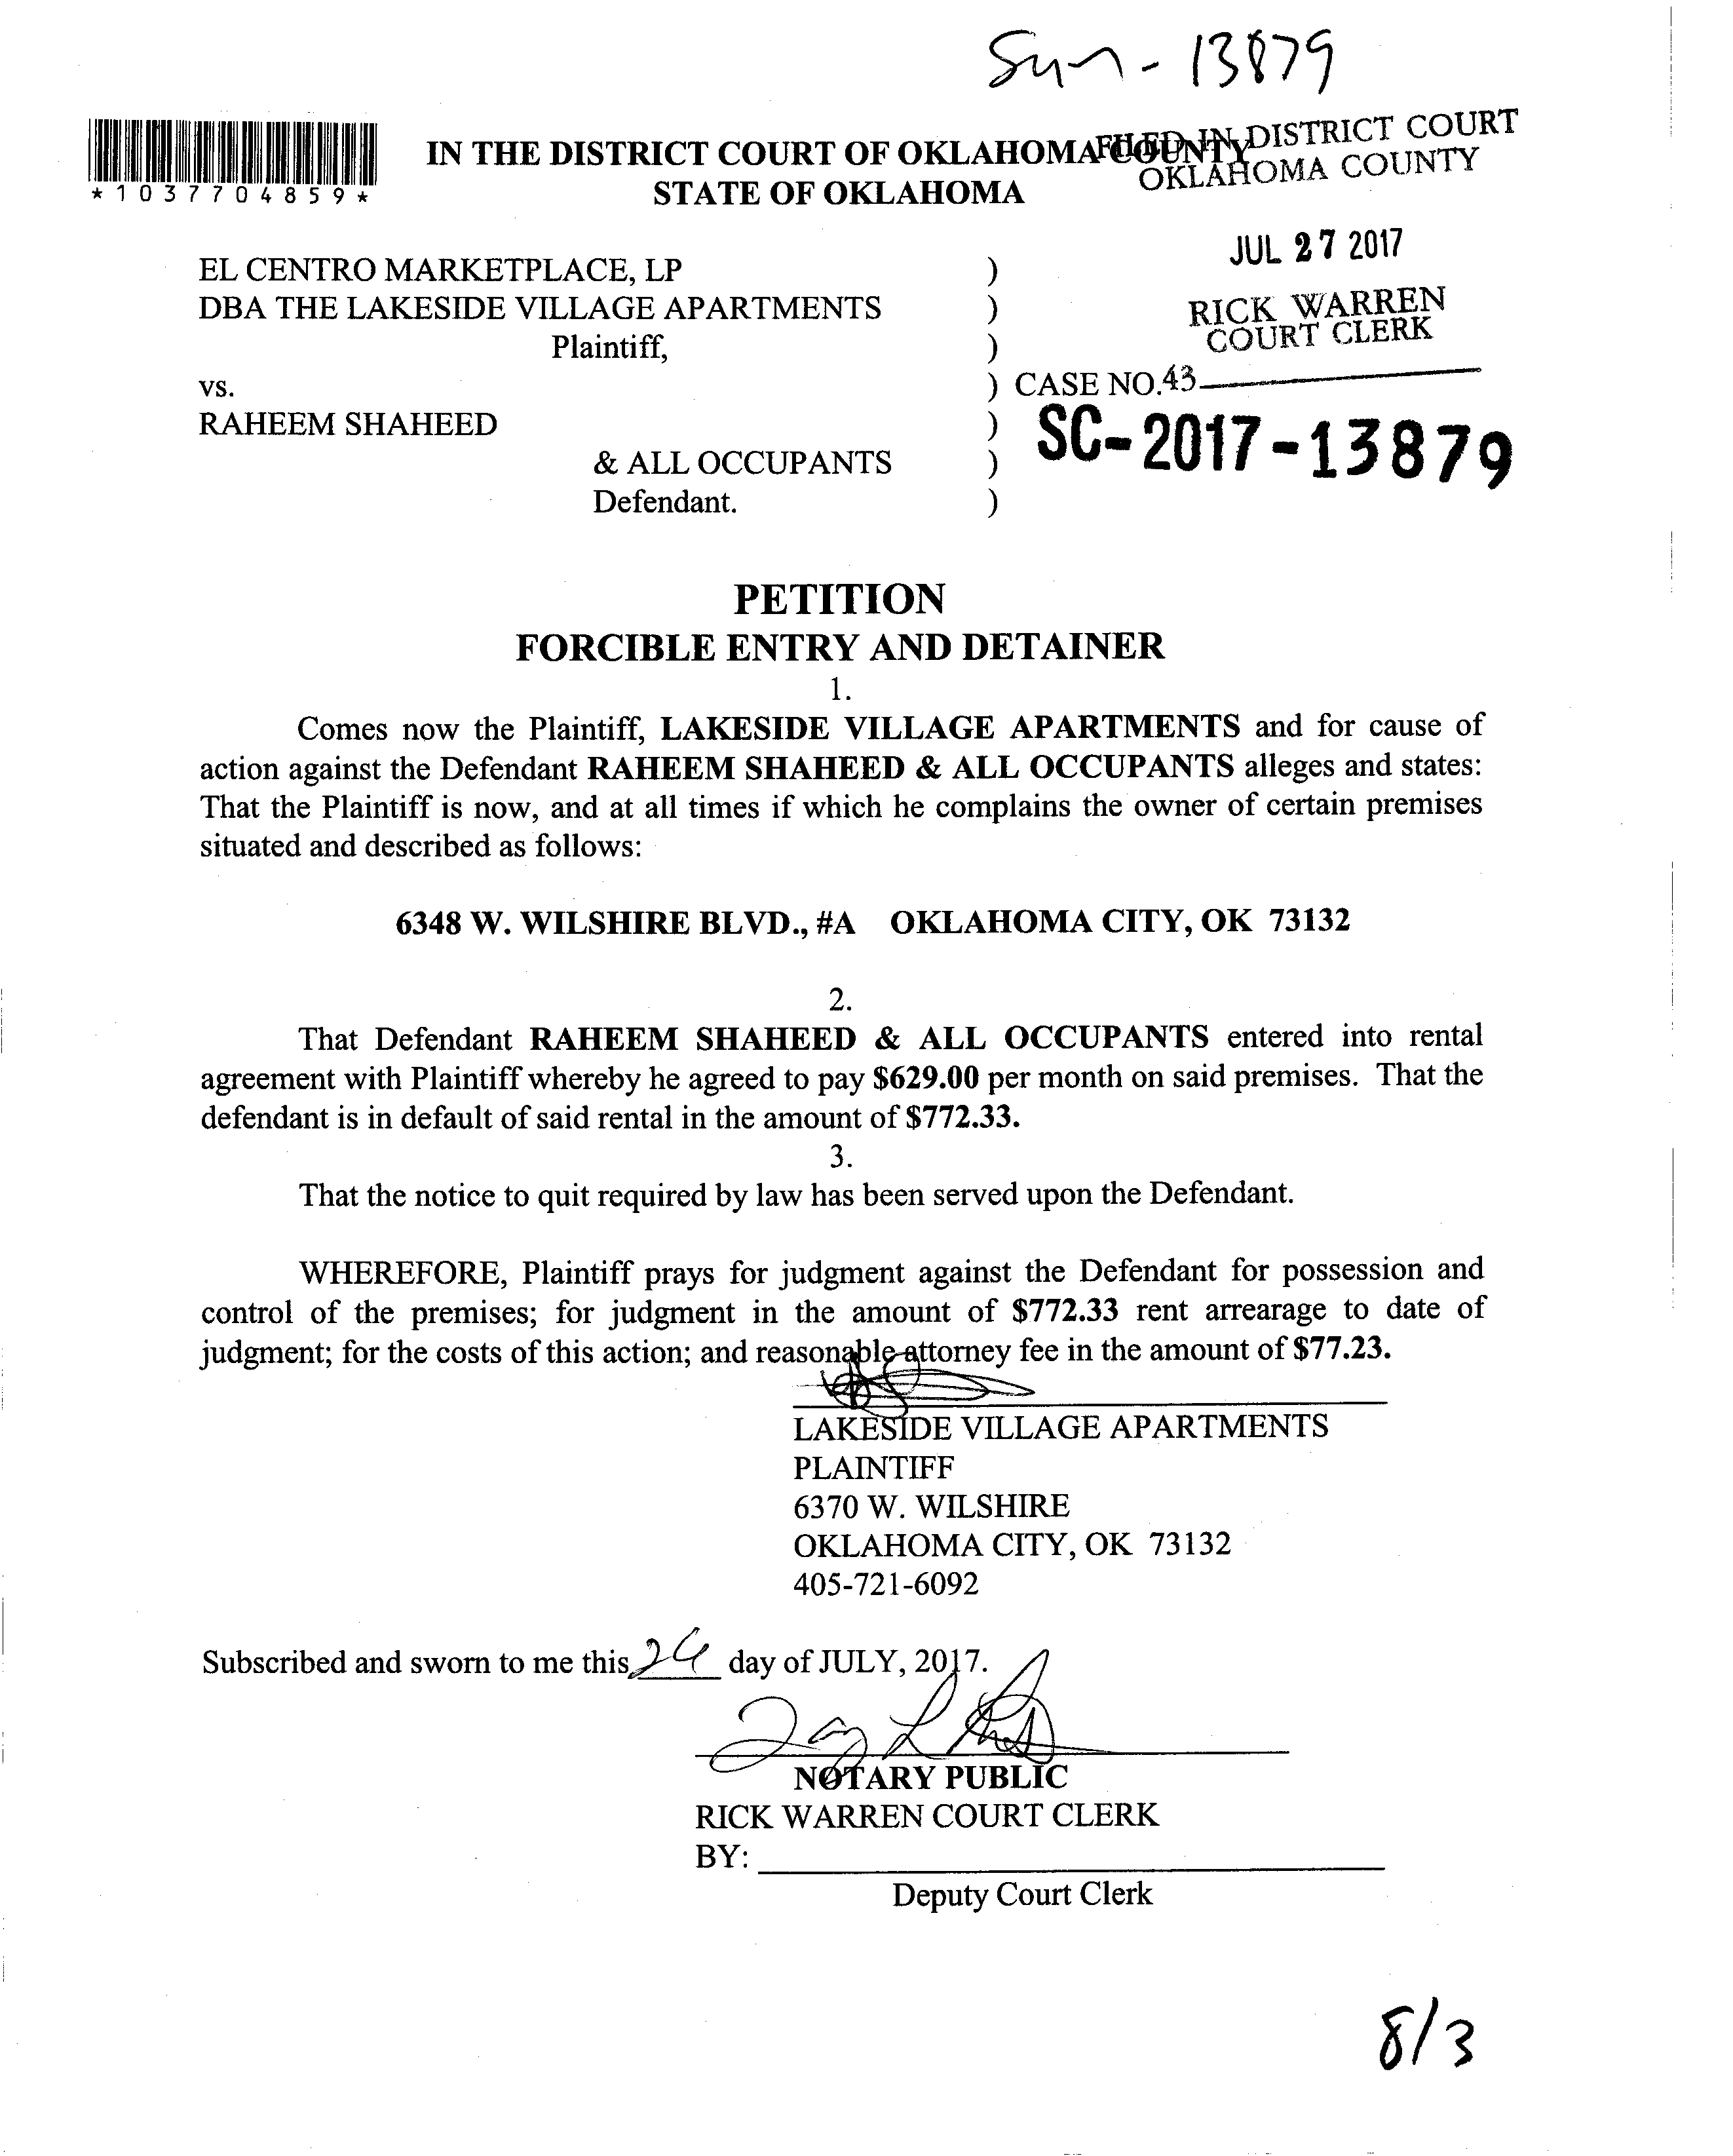 Sym - 13879
*1037704859*
IN THE DISTRICT COURT OF OKLAHOMA COUNTY
STATE OF OKLAHOMA
FILED IN DISTRICT COURT
OKLAHOMA COUNTY
JUL 27 2017
RICK WARREN
COURT CLERK
43
EL CENTRO MARKETPLACE, LP )
DBA THE LAKESIDE VILLAGE APARTMENTS )
Plaintiff, )
vs. ) CASE NO.
RAHEEM SHAHEED ) SC-2017-13879
& ALL OCCUPANTS )
Defendant. )
PETITION
FORCIBLE ENTRY AND DETAINER
1.
Comes now the Plaintiff, LAKESIDE VILLAGE APARTMENTS and for cause of
action against the Defendant RAHEEM SHAHEED & ALL OCCUPANTS alleges and states:
That the Plaintiff is now, and at all times if which he complains the owner of certain premises
situated and described as follows:
6348 W. WILSHIRE BLVD., #A OKLAHOMA CITY, OK 73132
2.
That Defendant RAHEEM SHAHEED & ALL OCCUPANTS entered into rental
agreement with Plaintiff whereby he agreed to pay $629.00 per month on said premises. That the
defendant is in default of said rental in the amount of $772.33.
3.
That the notice to quit required by law has been served upon the Defendant.
WHEREFORE, Plaintiff prays for judgment against the Defendant for possession and
control of the premises; for judgment in the amount of $772.33 rent arrearage to date of
judgment; for the costs of this action; and reasonable attorney fee in the amount of $77.23.
LAKESIDE VILLAGE APARTMENTS
PLAINTIFF
6370 W. WILSHIRE
OKLAHOMA CITY, OK 73132
405-721-6092
Subscribed and sworn to me this day of JULY, 2017.
NOTARY PUBLIC
RICK WARREN COURT CLERK
BY:
Deputy Court Clerk
8/3